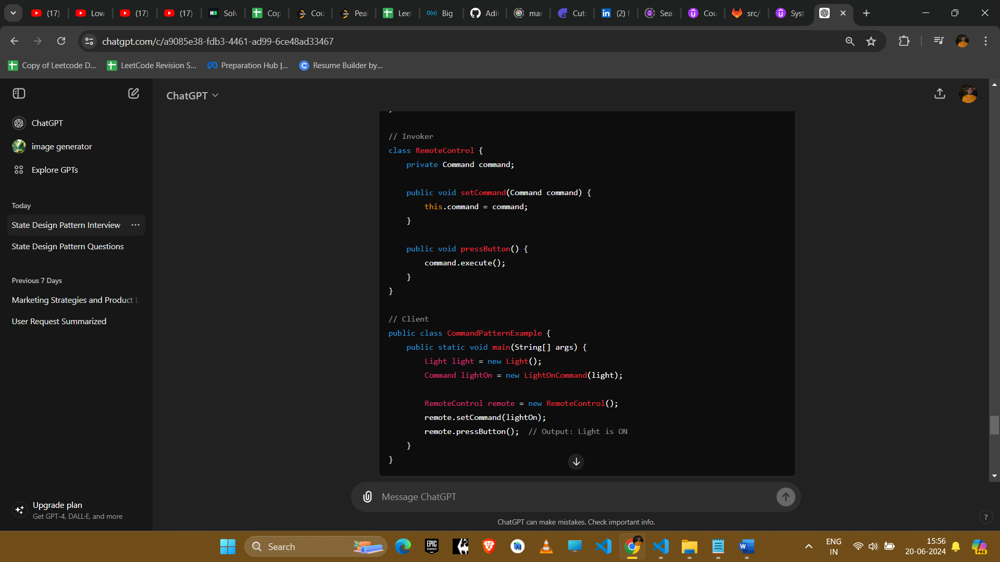 (17)
Low
(17)
(17)
Solv
Cop
Cou
Peal
Leet
O(n) Big
Adit
mar
Cut:
(2)
Sear
Cou
src/
Syst
chatgpt.com/c/a9085e38-fdb3-4461-ad99-6ce48ad33467
Copy of Leetcode D...
LeetCode Revision S...
Preparation Hub |...
Resume Builder by...
ChatGPT
ChatGPT
image generator
Explore GPTs
Today
State Design Pattern Interview
State Design Pattern Questions
Previous 7 Days
Marketing Strategies and Product L
User Request Summarized
Upgrade plan
Get GPT-4, DALL·E, and more
// Invoker
class RemoteControl {
private Command command;
public void setCommand(Command command) {
this.command = command;
}
public void pressButton() {
command.execute();
}
}
// Client
public class CommandPatternExample {
public static void main(String[] args) {
Light light = new Light();
Command lightOn = new LightOnCommand(light);
RemoteControl remote = new RemoteControl();
remote.setCommand(lightOn);
remote.pressButton();  // Output: Light is ON
}
}
Message ChatGPT
ChatGPT can make mistakes. Check important info.
?
Search
EPIC GAMES
ENG
IN
15:56
20-06-2024
PRE